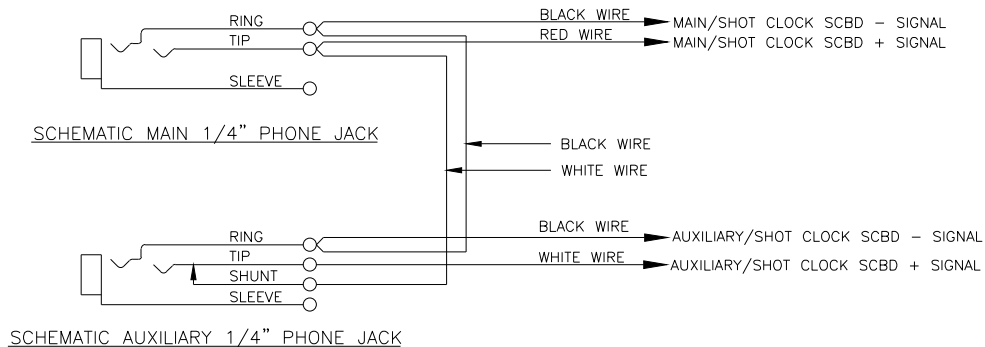 RING
BLACK WIRE
MAIN/SHOT CLOCK SCBD – SIGNAL
TIP
RED WIRE
MAIN/SHOT CLOCK SCBD + SIGNAL
SLEEVE
SCHEMATIC MAIN 1/4" PHONE JACK
BLACK WIRE
WHITE WIRE
RING
BLACK WIRE
AUXILIARY/SHOT CLOCK SCBD – SIGNAL
TIP
WHITE WIRE
AUXILIARY/SHOT CLOCK SCBD + SIGNAL
SHUNT
SLEEVE
SCHEMATIC AUXILIARY 1/4" PHONE JACK